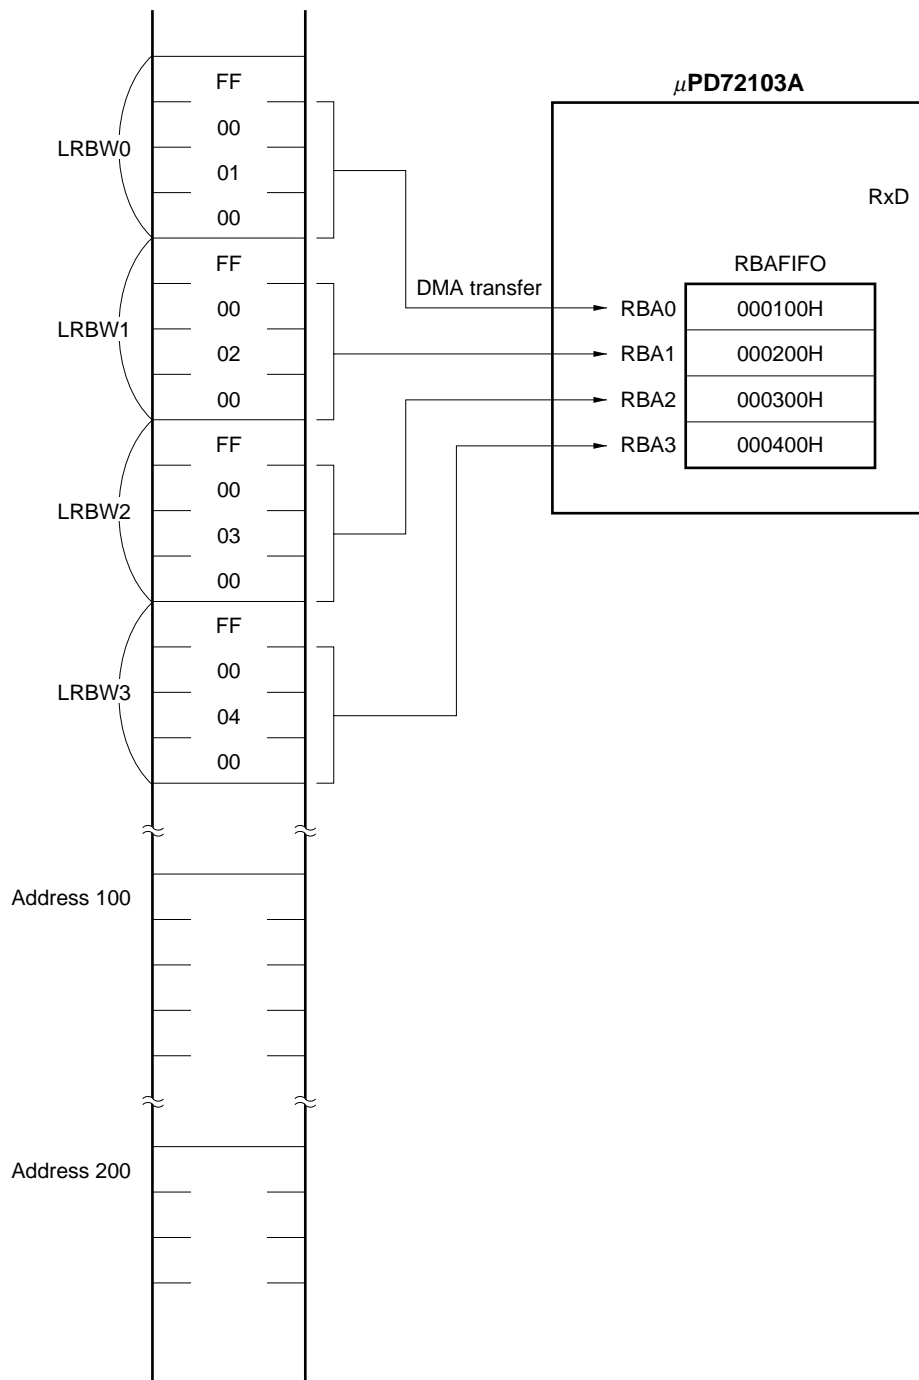 FF
00
01
00
LRBW0
FF
00
02
00
LRBW1
FF
00
03
00
LRBW2
FF
00
04
00
LRBW3
Address 100
Address 200
DMA transfer
μPD72103A
RxD
RBAFIFO
RBA0 000100H
RBA1 000200H
RBA2 000300H
RBA3 000400H